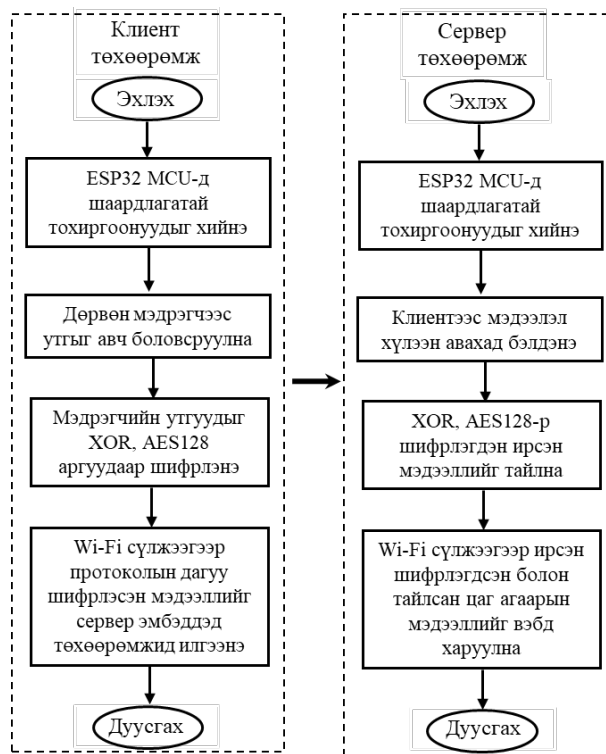 Клиент
төхөөрөмж
Эхлэх
ESP32 MCU-д
шаардлагатай
тохиргоонуудыг хийнэ
Дөрвөн мэдрэгчээс
утгыг авч боловсруулна
Мэдрэгчийн утгуудыг
XOR, AES128
аргуудаар шифрлэнэ
Wi-Fi сүлжээгээр
протоколын дагуу
шифрлэсэн мэдээллийг
сервер эмбэддэд
төхөөрөмжид илгээнэ
Дуусгах
Сервер
төхөөрөмж
Эхлэх
ESP32 MCU-д
шаардлагатай
тохиргоонуудыг хийнэ
Клиентээс мэдээлэл
хүлээн авахад бэлдэнэ
XOR, AES128-р
шифрлэгдэн ирсэн
мэдээллийг тайлна
Wi-Fi сүлжээгээр ирсэн
шифрлэгдсэн болон
тайлсан цаг агаарын
мэдээллийг вэбд
харуулна
Дуусгах